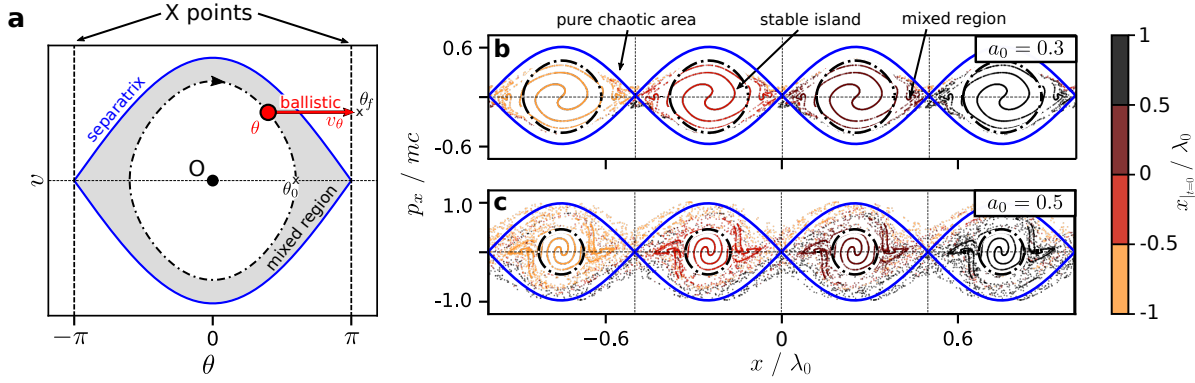 a
X points
separatrix
ballistic
θ_f
θ
v_θ
O
θ_0
mixed region
v
−π
0
π
θ
pure chaotic area
stable island
mixed region
b
a_0 = 0.3
0.6
-0.6
c
a_0 = 0.5
1.0
-1.0
p_x / mc
-0.6
0
0.6
x / λ_0
1
0.5
0
-0.5
-1
x_{|t=0} / λ_0